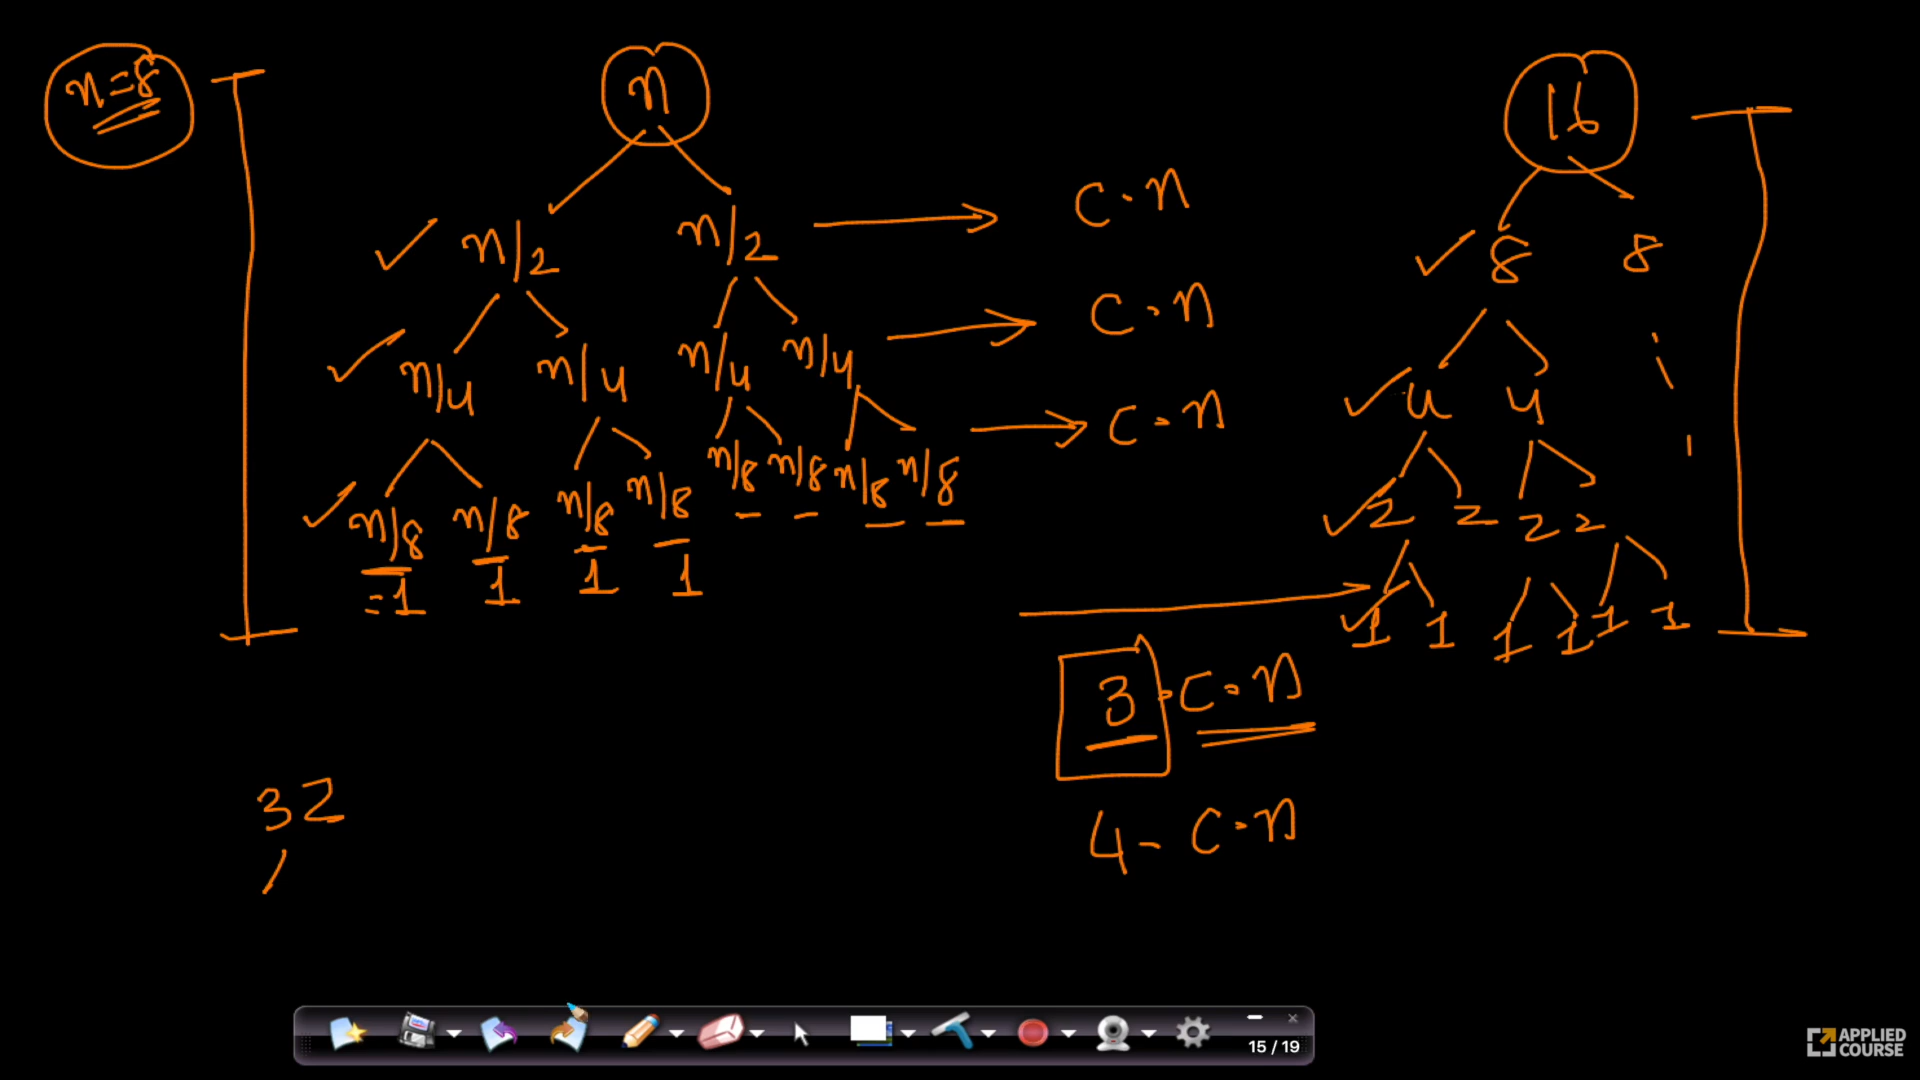 n=8
n
16
n/2 n/2
C·n
8 8
n/4 n/4 n/4 n/4
C·n
4 4
n/8 n/8 n/8 n/8 n/8 n/8 n/8 n/8
C·n
2 2 2 2
=1 1 1 1
1 1 1 1 1 1
3·C·n
4·C·n
32
15 / 19
APPLIED
COURSE